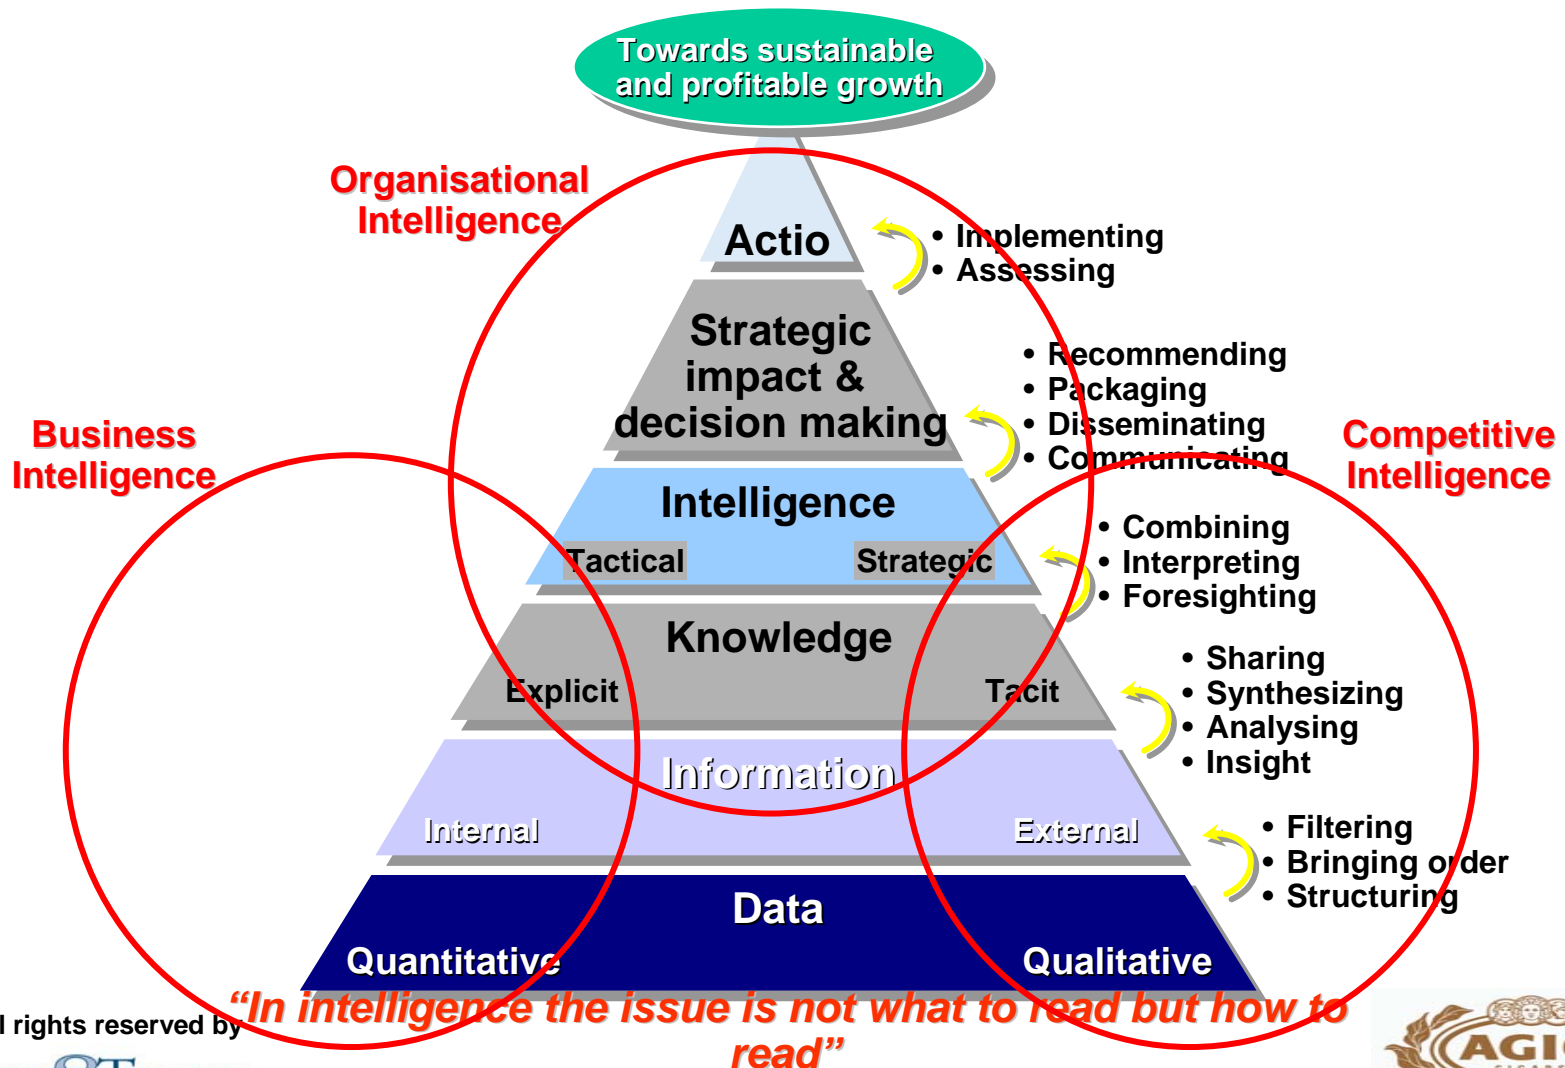 Towards sustainable
and profitable growth
Organisational
Intelligence
Actio
• Implementing
• Assessing
Strategic
impact &
decision making
• Recommending
• Packaging
• Disseminating
• Communicating
Business
Intelligence
Competitive
Intelligence
Intelligence
Tactical Strategic
• Combining
• Interpreting
• Foresighting
Knowledge
Explicit Tacit
• Sharing
• Synthesizing
• Analysing
• Insight
Information
Internal External
• Filtering
• Bringing order
• Structuring
Data
Quantitative Qualitative
“In intelligence the issue is not what to read but how to
read”
l rights reserved by